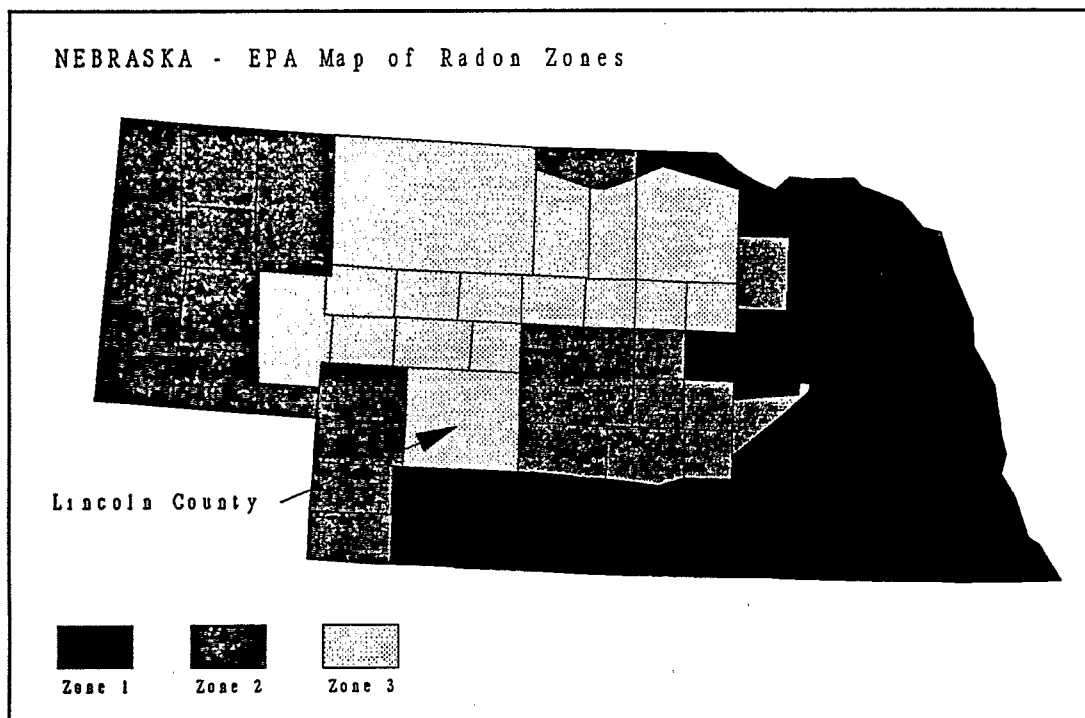 NEBRASKA - EPA Map of Radon Zones
Lincoln County
Zone 1
Zone 2
Zone 3